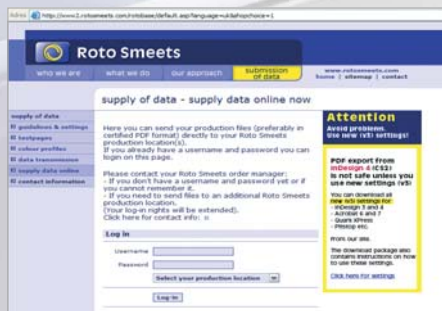 Adres http://www2.rotosmeets.com/rotobase/default.asp?language=uk&shopchoice=1
Roto Smeets
who we are
what we do
our approach
submission of data
www.rotosmeets.com
home | sitemap | contact
supply of data
guidelines & settings
testpages
colour profiles
data transmission
supply data online
contact information
supply of data - supply data online now
Here you can send your production files (preferably in
certified PDF format) directly to your Roto Smeets
production location(s).
If you already have a username and password you can
login on this page.
Please contact your Roto Smeets order manager:
- If you don't have a username and password yet or if
you cannot remember it.
- If you need to send files to an additional Roto Smeets
production location.
(Your log-in rights will be extended).
Click here for contact info:
Log in
Username
Password
Select your production location
Log-in
Attention
Avoid problems.
Use new (v5) settings!
PDF export from
InDesign 4 (CS2)
is not safe unless you
use new settings (v5)
You can download all
new (v5) settings for:
- InDesign 3 and 4
- Acrobat 6 and 7
- Quark XPress
- PitStop etc.
From our site.
The download package also
contains instructions on how
to use these settings.
Click here for settings